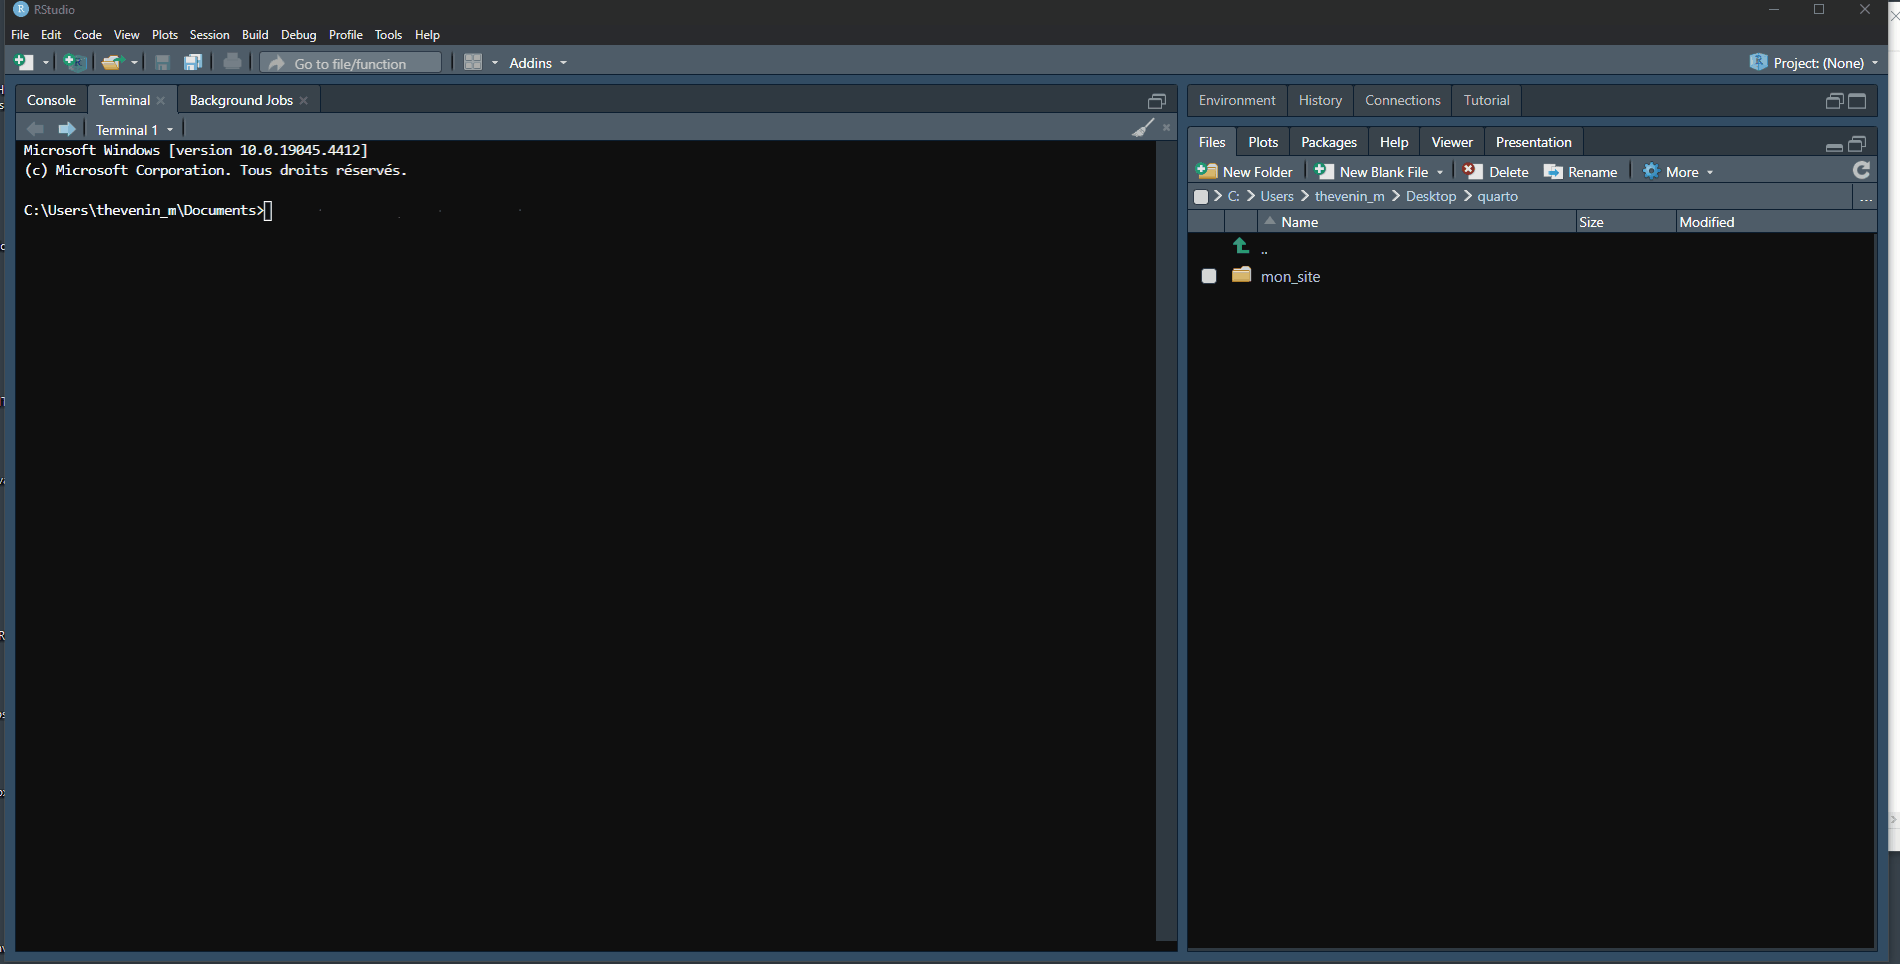 RStudio
File Edit Code View Plots Session Build Debug Profile Tools Help
Go to file/function Addins Project: (None)
Console Terminal Background Jobs
Terminal 1
Microsoft Windows [version 10.0.19045.4412]
(c) Microsoft Corporation. Tous droits réservés.
C:\Users\thevenin_m\Documents>
Environment History Connections Tutorial
Files Plots Packages Help Viewer Presentation
New Folder New Blank File Delete Rename More
C: Users thevenin_m Desktop quarto ...
Name Size Modified
..
mon_site